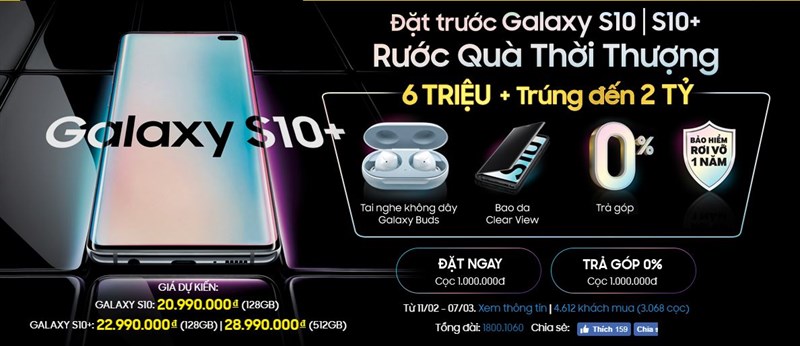 Đặt trước Galaxy S10 | S10+
Rước Quà Thời Thượng
6 TRIỆU + Trúng đến 2 TỶ
Galaxy S10+
S10
0%
BẢO HIỂM
RƠI VỠ
1 NĂM
Tai nghe không dây
Galaxy Buds
Bao da
Clear View
Trả góp
ĐẶT NGAY
Cọc 1.000.000đ
TRẢ GÓP 0%
Cọc 1.000.000đ
GIÁ DỰ KIẾN:
GALAXY S10: 20.990.000đ (128GB)
GALAXY S10+: 22.990.000đ (128GB) | 28.990.000đ (512GB)
Từ 11/02 - 07/03. Xem thông tin | 4.612 khách mua (3.068 cọc)
Tổng đài: 1800.1060 Chia sẻ: Thích 159 Chia s